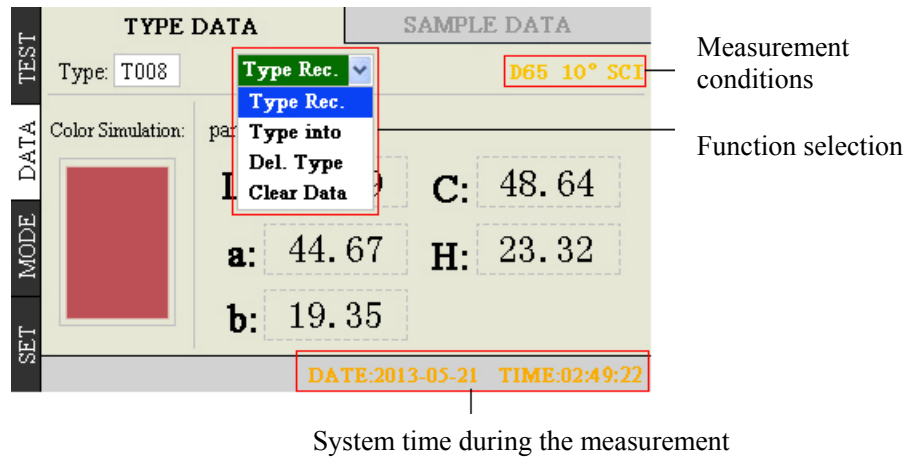 TYPE DATA
SAMPLE DATA
TEST
DATA
MODE
SET
Type: T008
Type Rec.
D65 10° SCI
Measurement
conditions
Type Rec.
Type into
Del. Type
Clear Data
Function selection
Color Simulation:
C: 48.64
a: 44.67
H: 23.32
b: 19.35
DATE:2013-05-21 TIME:02:49:22
System time during the measurement